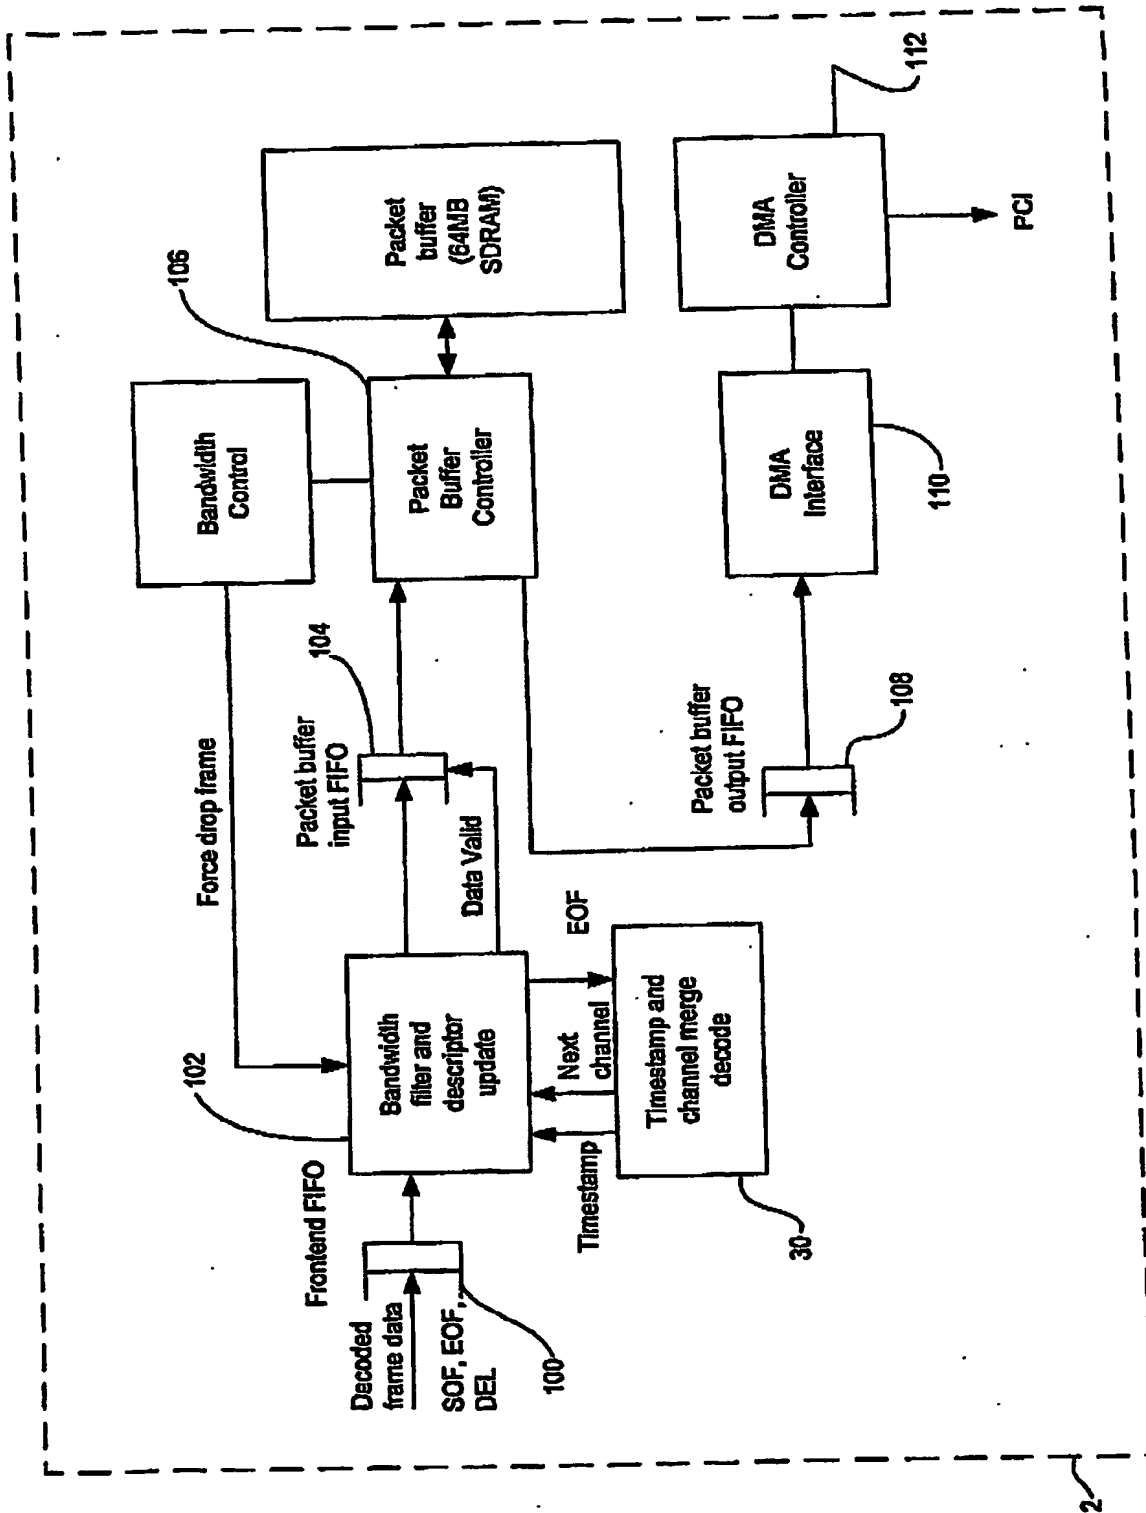 Force drop frame
Bandwidth
Control
106
Packet
buffer
(64MB
SDRAM)
102
Frontend FIFO
Decoded
frame data
SOF, EOF,
DEL
100
Bandwidth
filter and
descriptor
update
Packet buffer
input FIFO
104
Data Valid
Packet
Buffer
Controller
EOF
Next
channel
Timestamp
Timestamp and
channel merge
decode
30
Packet buffer
output FIFO
108
DMA
Interface
110
DMA
Controller
112
PCI
2